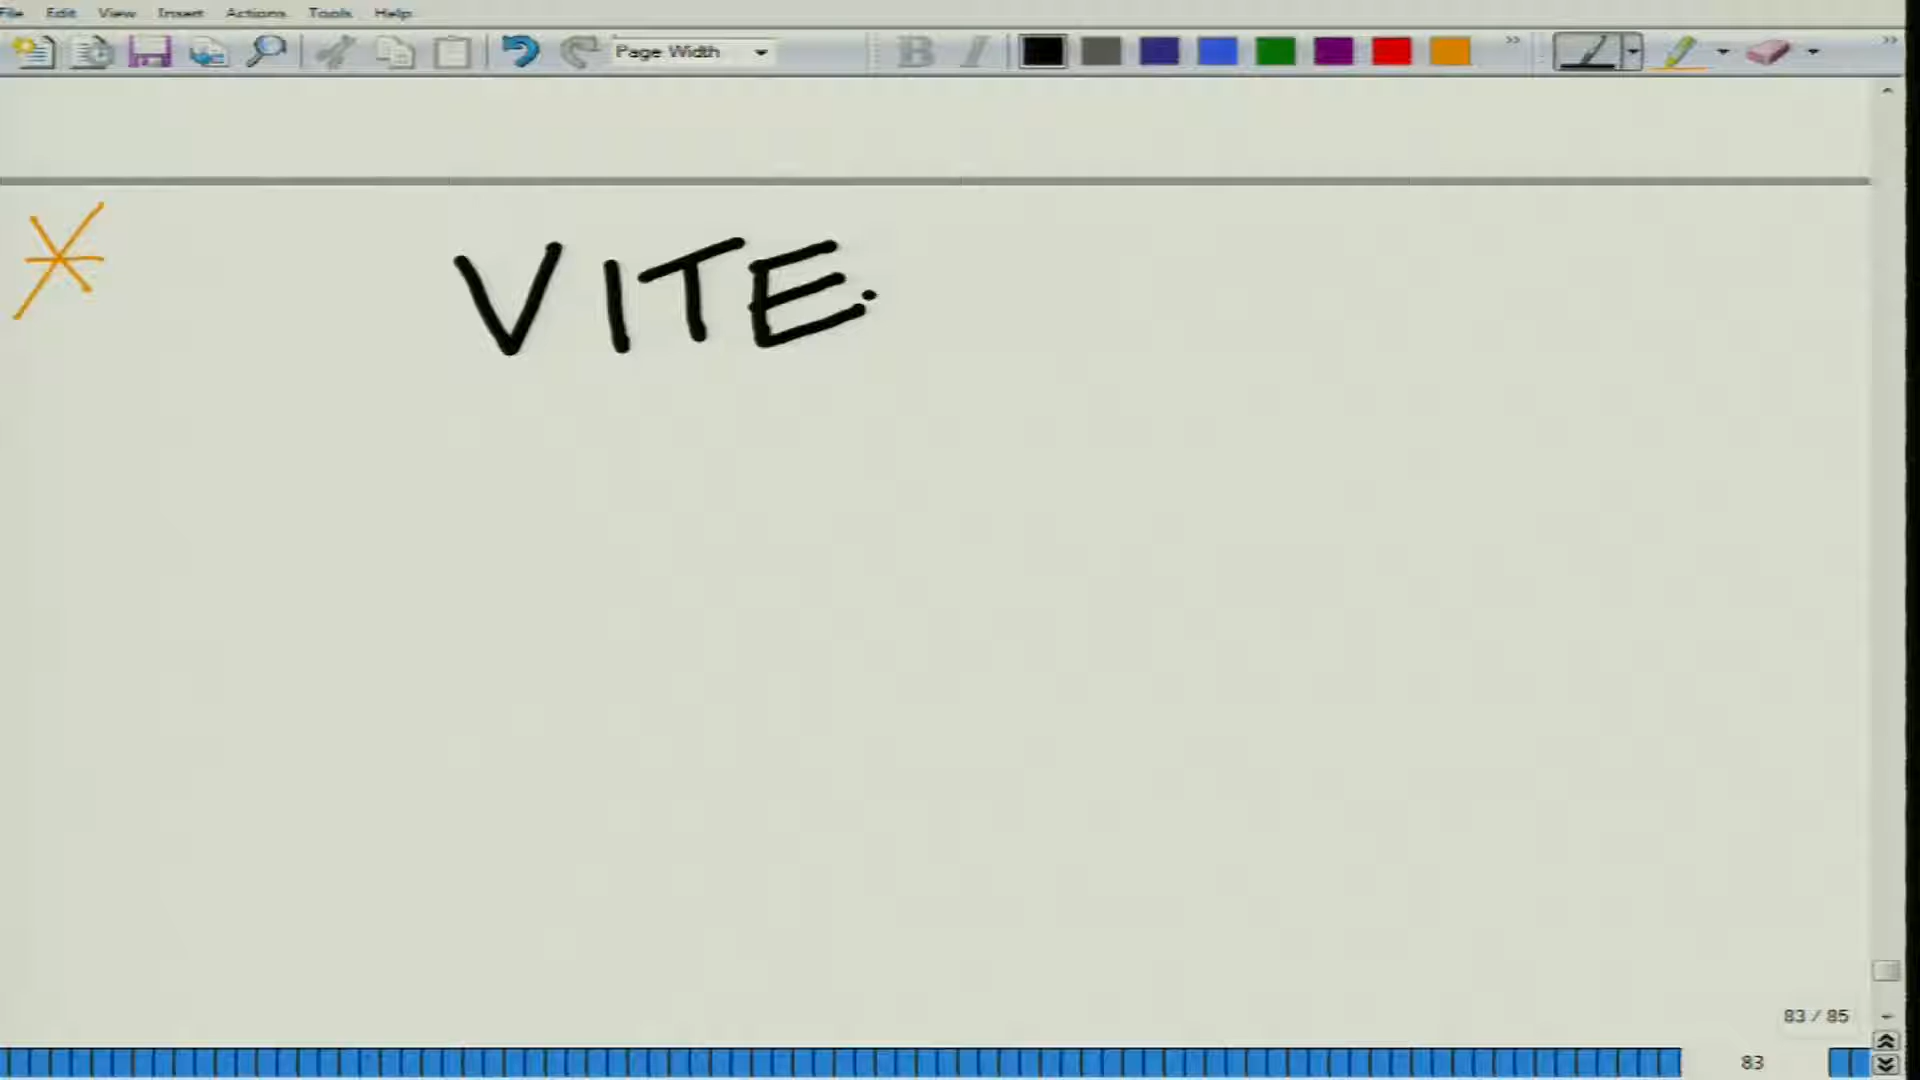 File Edit View Insert Actions Tools Help
Page Width B I
* VITE
83 / 85
83